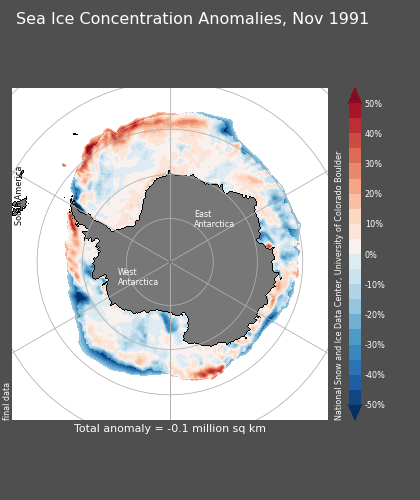 Sea Ice Concentration Anomalies, Nov 1991
South America
East
Antarctica
West
Antarctica
50%
40%
30%
20%
10%
0%
-10%
-20%
-30%
-40%
-50%
National Snow and Ice Data Center, University of Colorado Boulder
final data
Total anomaly = -0.1 million sq km